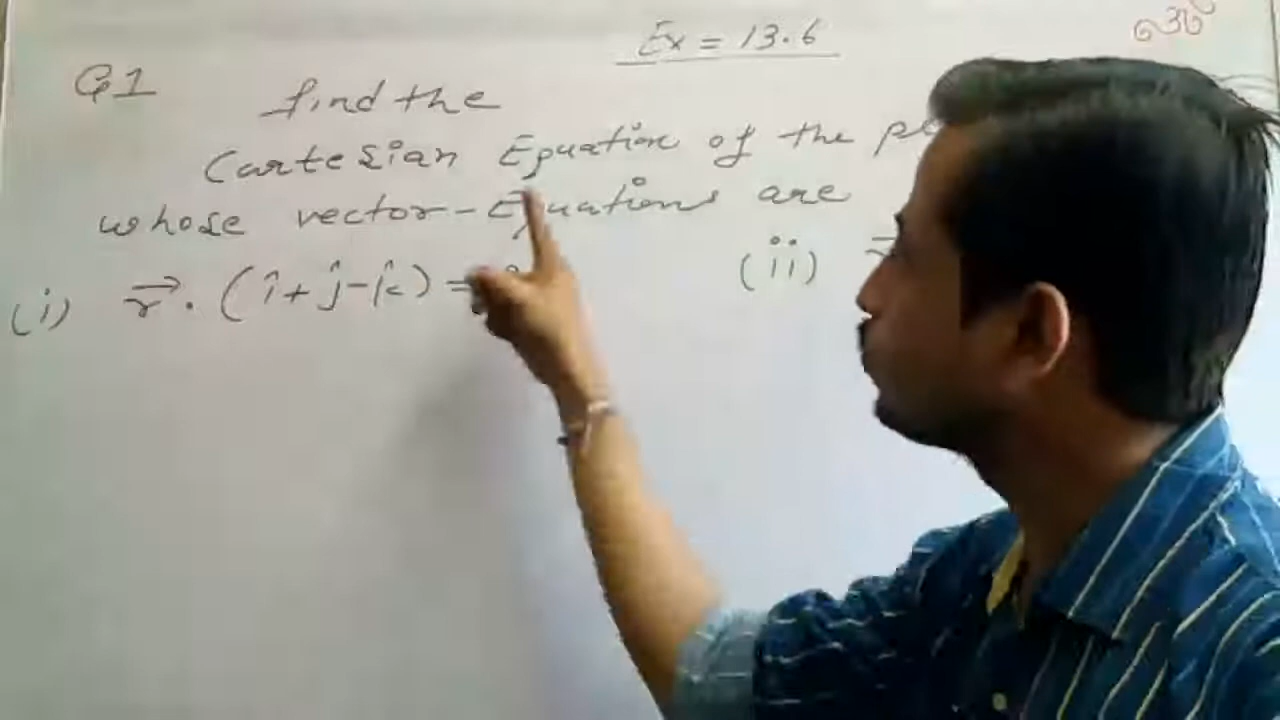 Ex = 13.6
Q1 find the
Cartesian Equation of the
whose vector-Equations are
(i) r⃗ . (î + ĵ - k̂) = (ii)